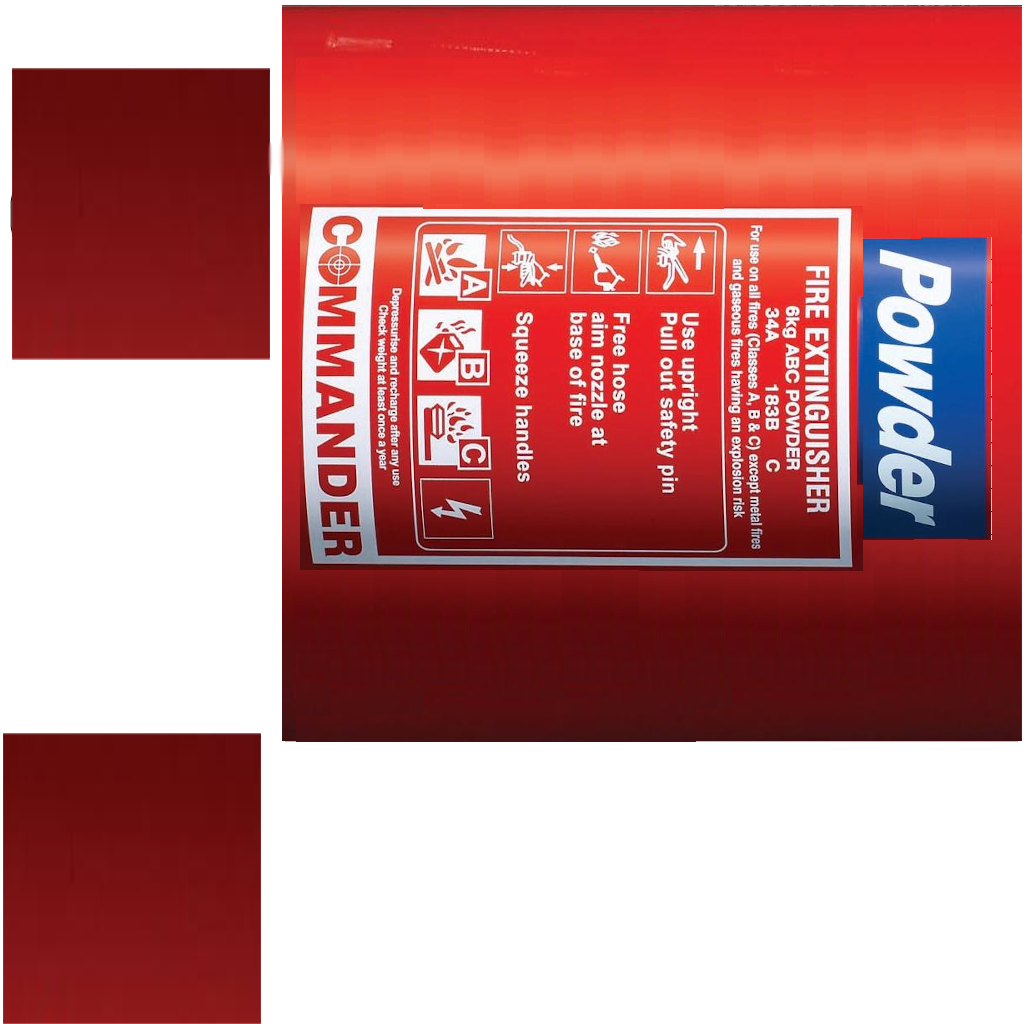 Powder
FIRE EXTINGUISHER
6kg ABC POWDER
34A 183B C
For use on all fires (Classes A, B & C) except metal fires
and gaseous fires having an explosion risk
Use upright
Pull out safety pin
Free hose
aim nozzle at
base of fire
Squeeze handles
A B C
Depressurise and recharge after any use
Check weight at least once a year
COMMANDER